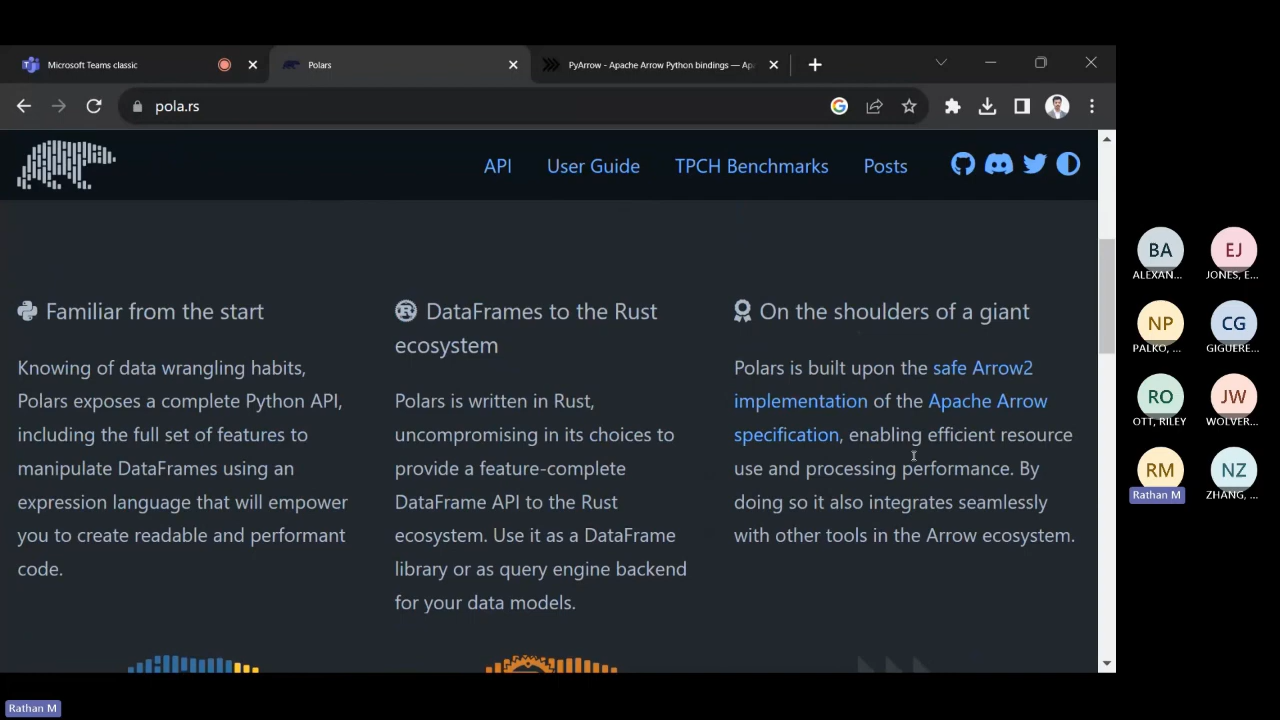 Microsoft Teams classic
Polars
PyArrow - Apache Arrow Python bindings — Ap
pola.rs
API
User Guide
TPCH Benchmarks
Posts
Familiar from the start
Knowing of data wrangling habits,
Polars exposes a complete Python API,
including the full set of features to
manipulate DataFrames using an
expression language that will empower
you to create readable and performant
code.
DataFrames to the Rust
ecosystem
Polars is written in Rust,
uncompromising in its choices to
provide a feature-complete
DataFrame API to the Rust
ecosystem. Use it as a DataFrame
library or as query engine backend
for your data models.
On the shoulders of a giant
Polars is built upon the safe Arrow2
implementation of the Apache Arrow
specification, enabling efficient resource
use and processing performance. By
doing so it also integrates seamlessly
with other tools in the Arrow ecosystem.
BA
ALEXAN...
EJ
JONES, E...
NP
PALKO, ...
CG
GIGUERE...
RO
OTT, RILEY
JW
WOLVER...
RM
Rathan M
NZ
ZHANG, ...
Rathan M